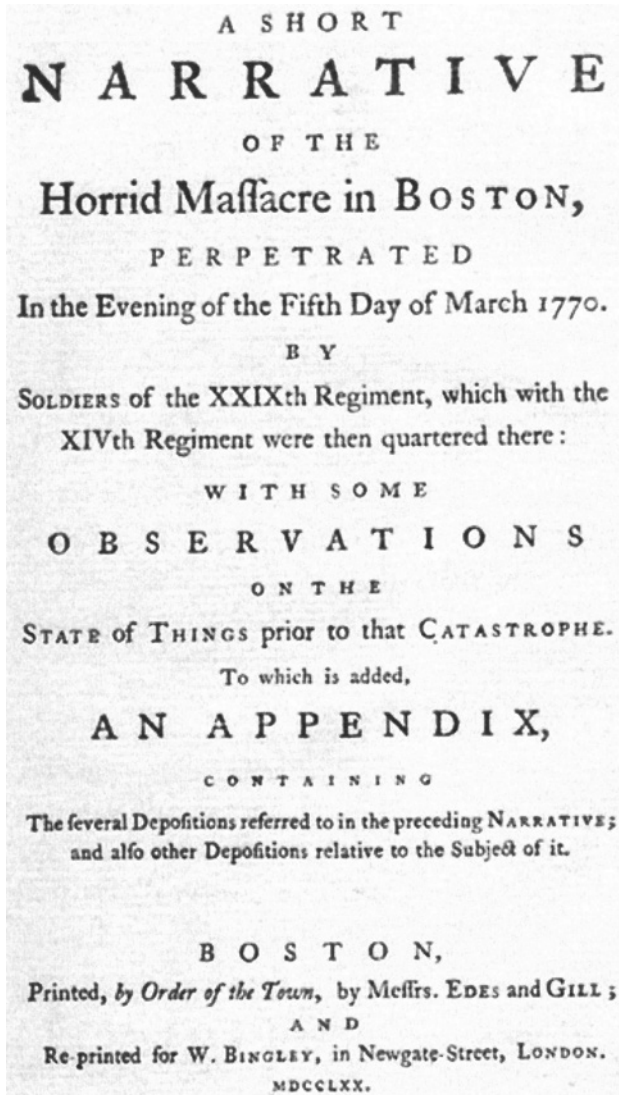 A SHORT
NARRATIVE
OF THE
Horrid Maſſacre in BOSTON,
PERPETRATED
In the Evening of the Fifth Day of March 1770.
BY
SOLDIERS of the XXIXth Regiment, which with the
XIVth Regiment were then quartered there:
WITH SOME
OBSERVATIONS
ON THE
STATE of THINGS prior to that CATASTROPHE.
To which is added,
AN APPENDIX,
CONTAINING
The ſeveral Depoſitions referred to in the preceding NARRATIVE;
and alſo other Depoſitions relative to the Subject of it.
BOSTON,
Printed, by Order of the Town, by Meſſrs. EDES and GILL;
AND
Re-printed for W. BINGLEY, in Newgate-Street, LONDON.
MDCCLXX.